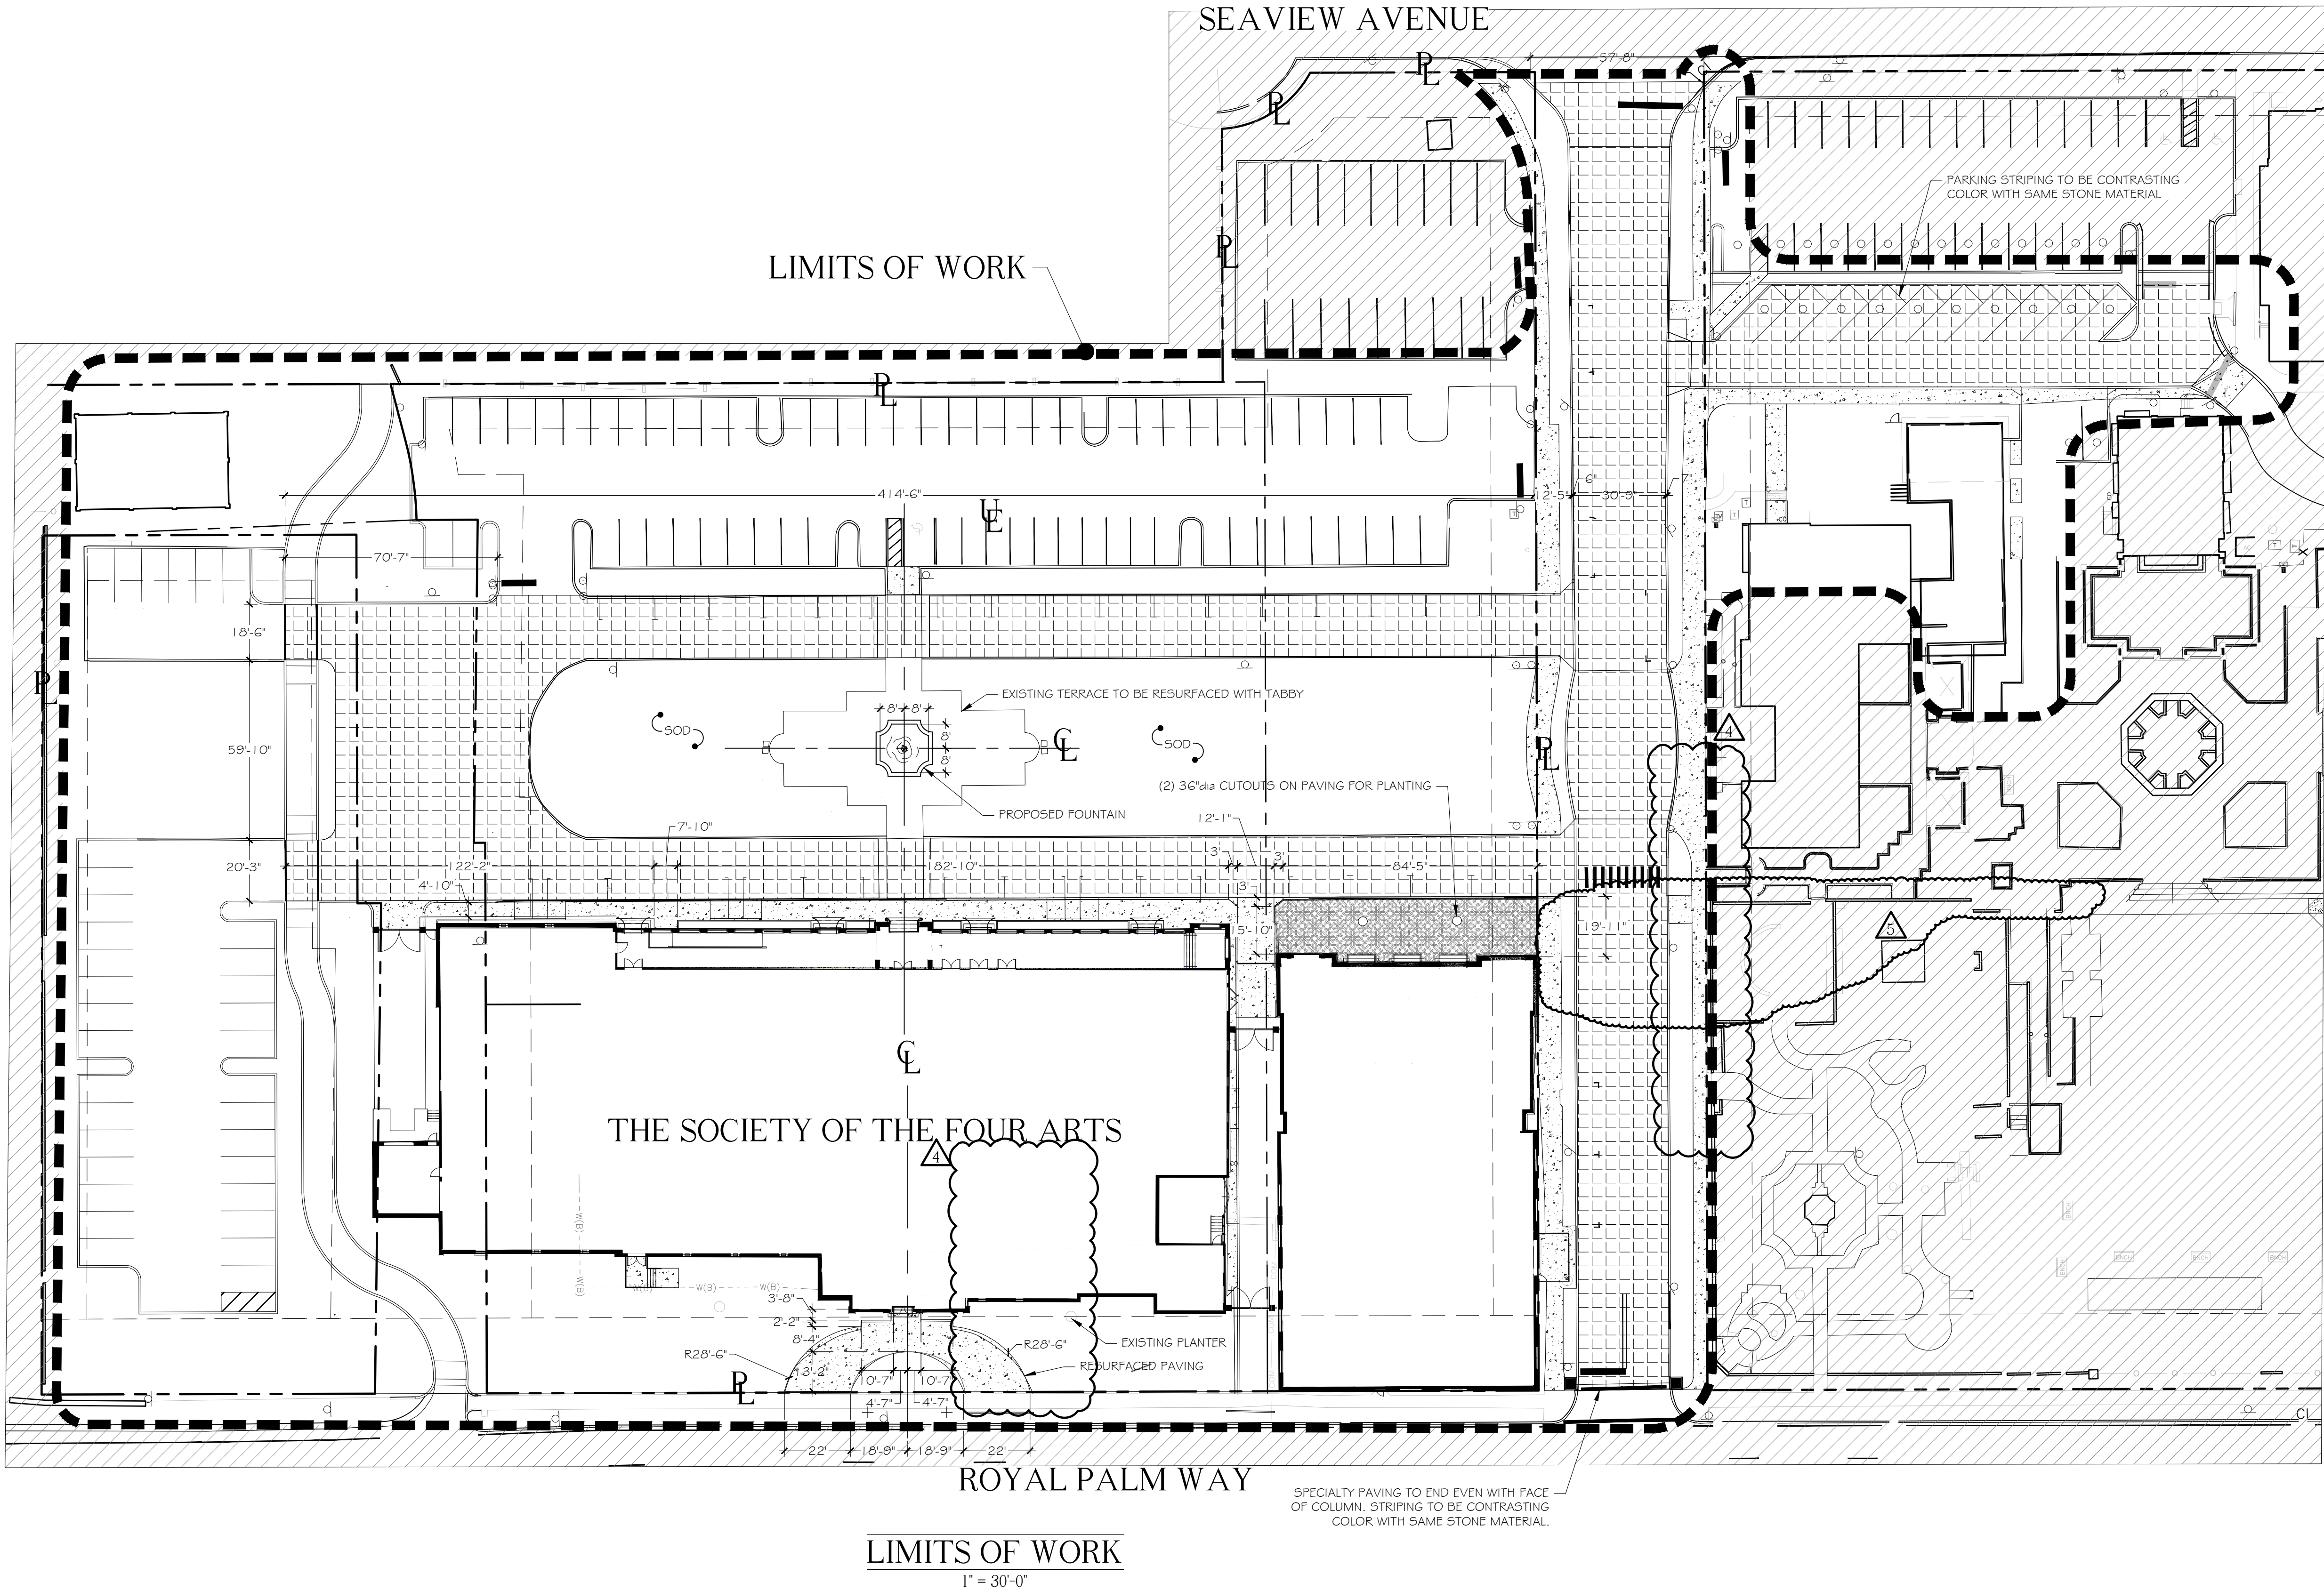 SEAVIEW AVENUE
PL
57'-8"
PL
PARKING STRIPING TO BE CONTRASTING
COLOR WITH SAME STONE MATERIAL
PL
LIMITS OF WORK
PL
414'-6"
12'-5"
6"
30'-9"
7"
UE
T
TV
T
CO
70'-7"
18'-6"
PL
EXISTING TERRACE TO BE RESURFACED WITH TABBY
8'
8'
SOD
8'
8'
CL
SOD
PL
4
59'-10"
(2) 36"dia CUTOUTS ON PAVING FOR PLANTING
PROPOSED FOUNTAIN
12'-1"
7'-10"
20'-3"
122'-2"
182'-10"
3'
3'
84'-5"
4'-10"
3'
15'-10"
19'-11"
5
CL
THE SOCIETY OF THE FOUR ARTS
4
CO
W(B)
W(B)
W(B)
W(B)
W(B)
BNCH
BNCH
BNCH
BNCH
BNCH
3'-8"
2'-2"
8'-4"
R28'-6"
R28'-6"
EXISTING PLANTER
RESURFACED PAVING
13'-2"
10'-7"
10'-7"
PL
4'-7"
4'-7"
CL
22'
18'-9"
18'-9"
22'
ROYAL PALM WAY
SPECIALTY PAVING TO END EVEN WITH FACE
OF COLUMN. STRIPING TO BE CONTRASTING
COLOR WITH SAME STONE MATERIAL.
LIMITS OF WORK
1" = 30'-0"